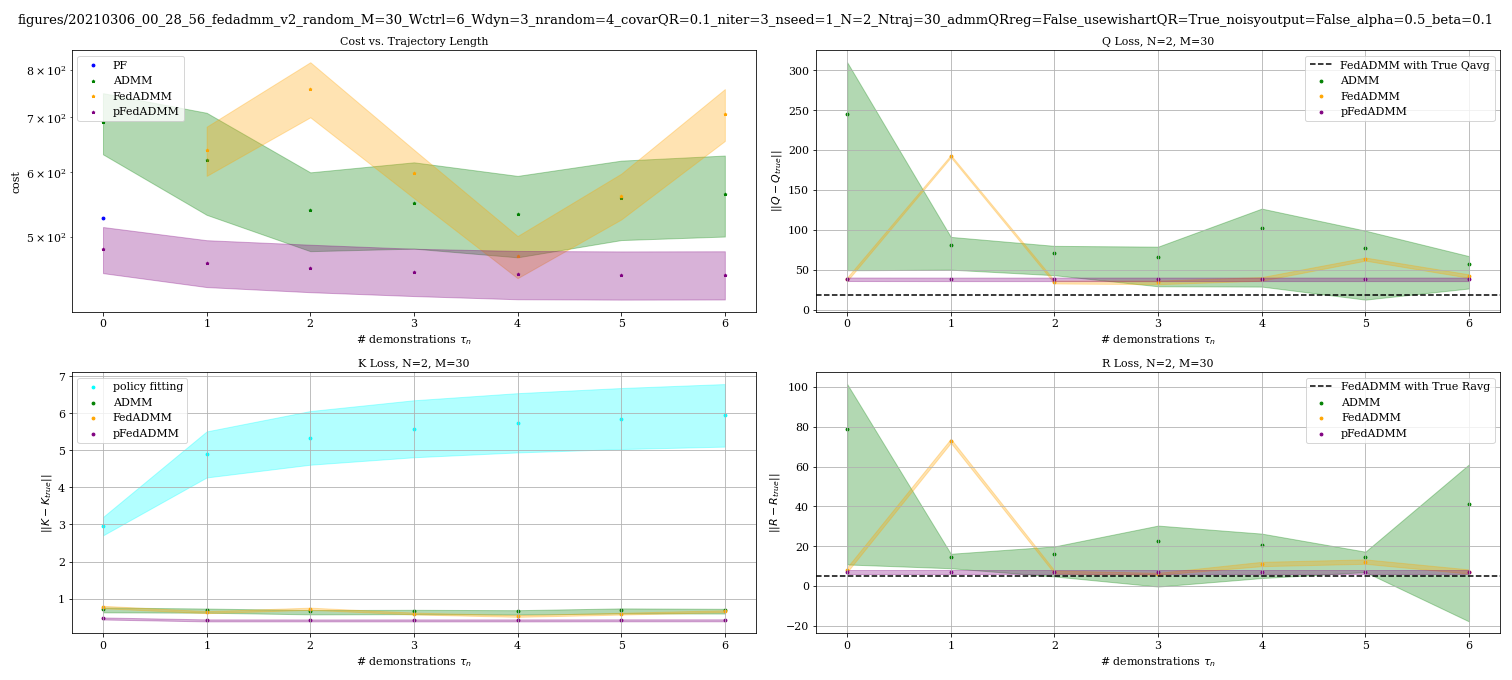 figures/20210306_00_28_56_fedadmm_v2_random_M=30_Wctrl=6_Wdyn=3_nrandom=4_covarQR=0.1_niter=3_nseed=1_N=2_Ntraj=30_admmQRreg=False_usewishartQR=True_noisyoutput=False_alpha=0.5_beta=0.1
Cost vs. Trajectory Length
PF
ADMM
FedADMM
pFedADMM
8 × 10²
7 × 10²
6 × 10²
5 × 10²
cost
0 1 2 3 4 5 6
# demonstrations τₙ
Q Loss, N=2, M=30
FedADMM with True Qavg
ADMM
FedADMM
pFedADMM
300
250
200
150
100
50
0
||Q − Q_{true}||
0 1 2 3 4 5 6
# demonstrations τₙ
K Loss, N=2, M=30
policy fitting
ADMM
FedADMM
pFedADMM
7
6
5
4
3
2
1
||K − K_{true}||
0 1 2 3 4 5 6
# demonstrations τₙ
R Loss, N=2, M=30
FedADMM with True Ravg
ADMM
FedADMM
pFedADMM
100
80
60
40
20
0
−20
||R − R_{true}||
0 1 2 3 4 5 6
# demonstrations τₙ